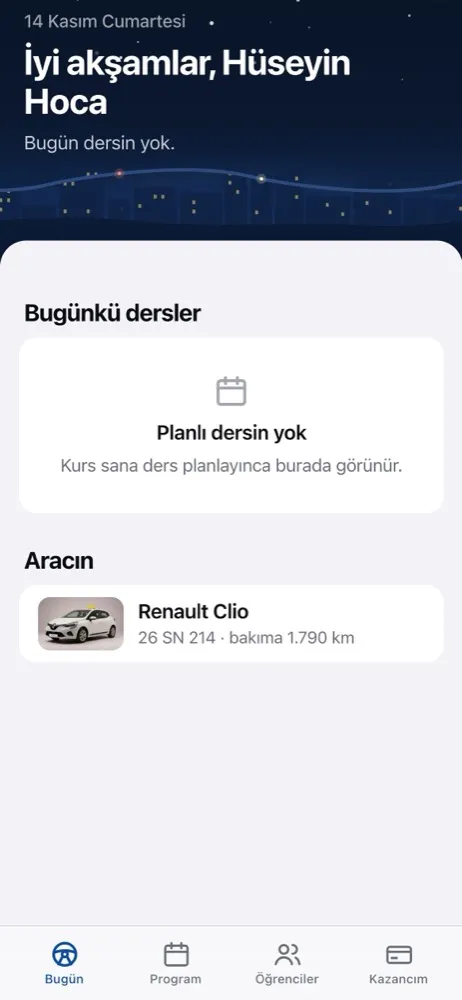 14 Kasım Cumartesi
İyi akşamlar, Hüseyin
Hoca
Bugün dersin yok.
Bugünkü dersler
Planlı dersin yok
Kurs sana ders planlayınca burada görünür.
Aracın
Renault Clio
26 SN 214 · bakıma 1.790 km
Bugün
Program
Öğrenciler
Kazancım